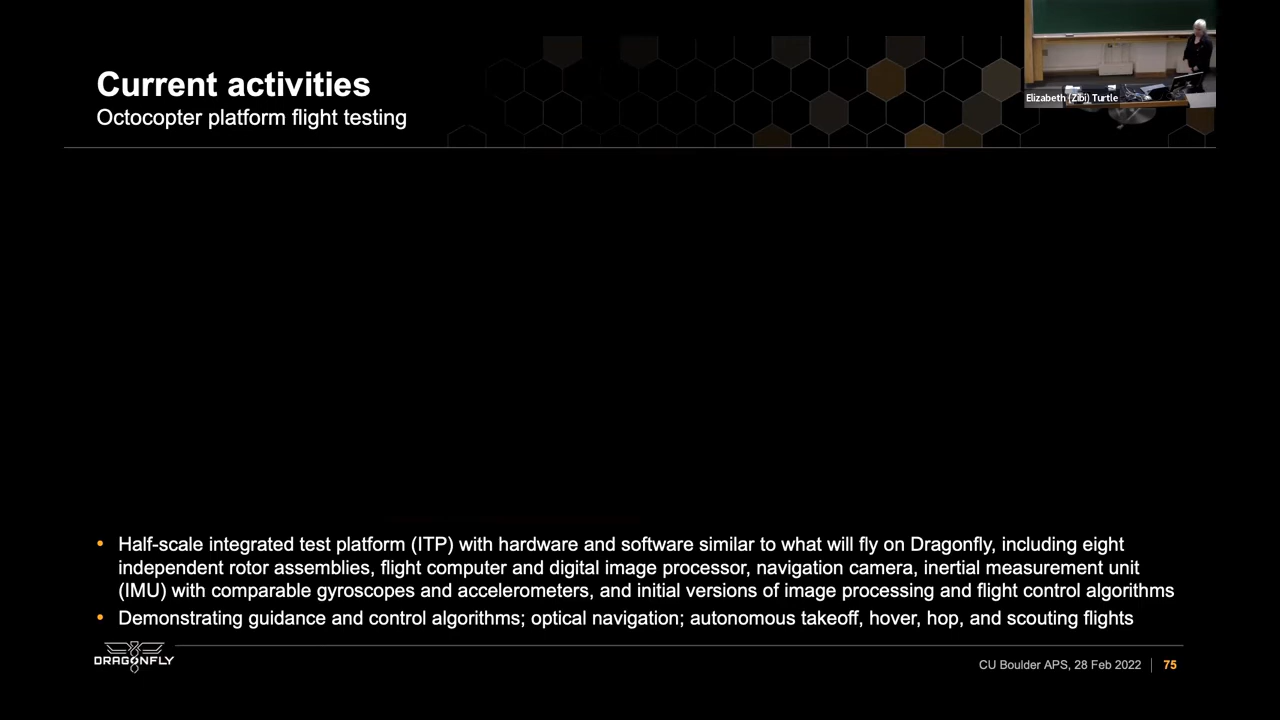 Current activities
Octocopter platform flight testing
Elizabeth (Zibi) Turtle
• Half-scale integrated test platform (ITP) with hardware and software similar to what will fly on Dragonfly, including eight
independent rotor assemblies, flight computer and digital image processor, navigation camera, inertial measurement unit
(IMU) with comparable gyroscopes and accelerometers, and initial versions of image processing and flight control algorithms
• Demonstrating guidance and control algorithms; optical navigation; autonomous takeoff, hover, hop, and scouting flights
DRAGONFLY
CU Boulder APS, 28 Feb 2022 | 75